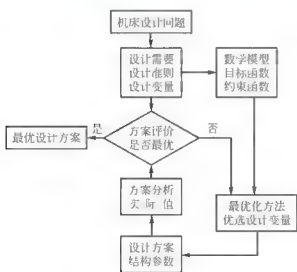 机床设计问题
设计需要
设计准则
设计变量
数学模型
目标函数
约束函数
方案评价
是否最优
是
否
最优设计方案
方案分析
值
最优化方法
优选设计变量
设计方案
结构参数